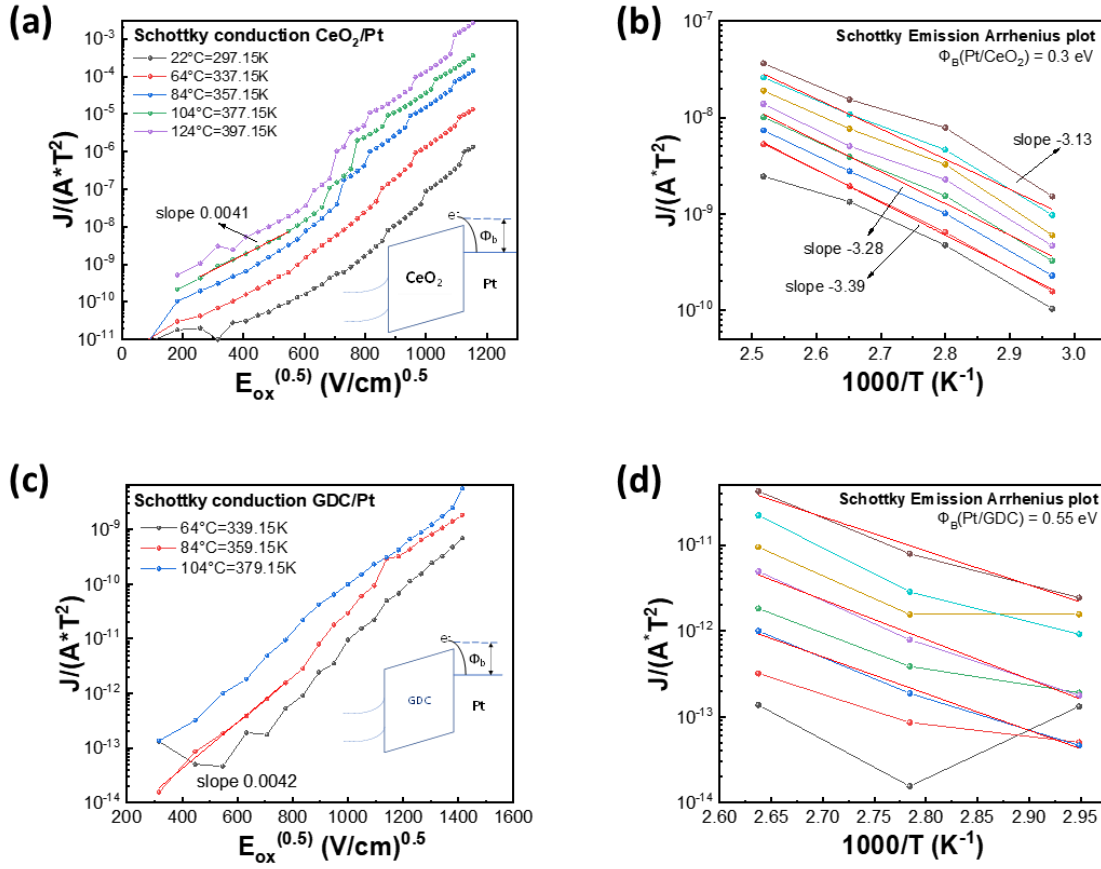 (a)
Schottky conduction CeO₂/Pt
22°C=297.15K
64°C=337.15K
84°C=357.15K
104°C=377.15K
124°C=397.15K
slope 0.0041
e-
Φb
CeO₂
Pt
10⁻³
10⁻⁴
10⁻⁵
10⁻⁶
10⁻⁷
10⁻⁸
10⁻⁹
10⁻¹⁰
10⁻¹¹
J/(A*T²)
0 200 400 600 800 1000 1200
Eox^(0.5) (V/cm)^0.5
(b)
Schottky Emission Arrhenius plot
ΦB(Pt/CeO₂) = 0.3 eV
slope -3.13
slope -3.28
slope -3.39
10⁻⁷
10⁻⁸
10⁻⁹
10⁻¹⁰
J/(A*T²)
2.5 2.6 2.7 2.8 2.9 3.0
1000/T (K⁻¹)
(c)
Schottky conduction GDC/Pt
64°C=339.15K
84°C=359.15K
104°C=379.15K
slope 0.0042
e-
Φb
GDC
Pt
10⁻⁹
10⁻¹⁰
10⁻¹¹
10⁻¹²
10⁻¹³
10⁻¹⁴
J/(A*T²)
200 400 600 800 1000 1200 1400 1600
Eox^(0.5) (V/cm)^0.5
(d)
Schottky Emission Arrhenius plot
ΦB(Pt/GDC) = 0.55 eV
10⁻¹¹
10⁻¹²
10⁻¹³
10⁻¹⁴
J/(A*T²)
2.60 2.65 2.70 2.75 2.80 2.85 2.90 2.95
1000/T (K⁻¹)